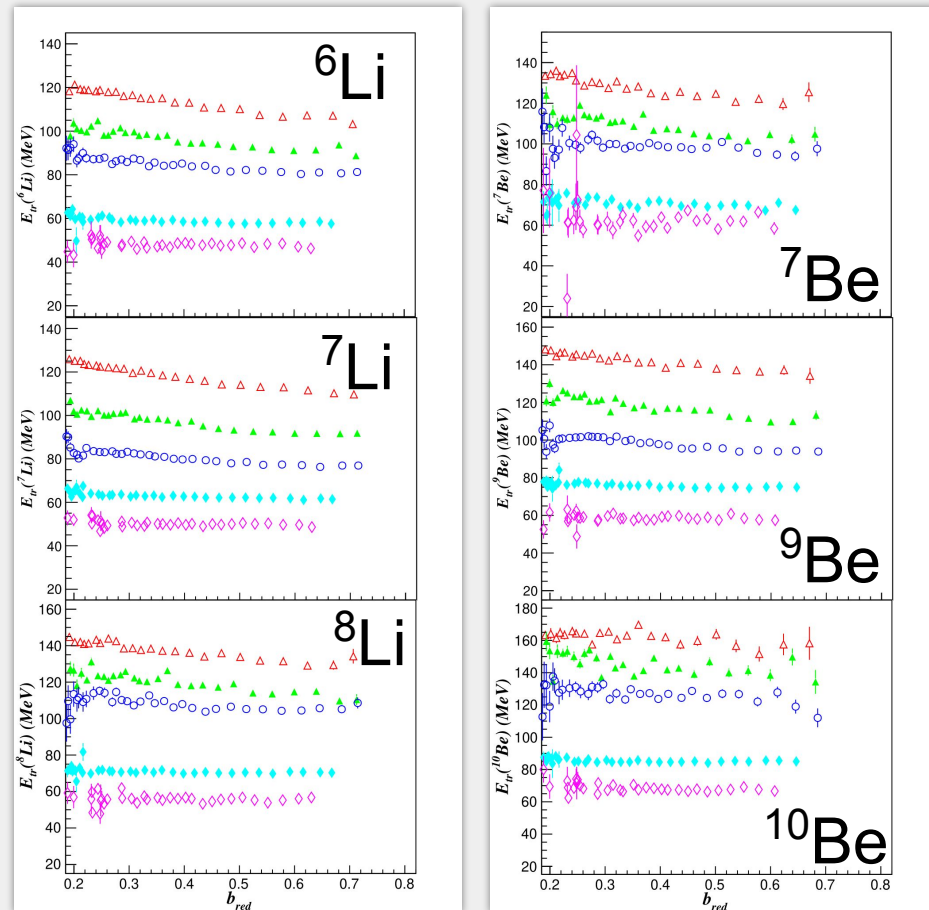 140
120
100
80
60
40
20
E_tr(⁶Li) (MeV)
⁶Li
140
120
100
80
60
40
20
E_tr(⁷Li) (MeV)
⁷Li
160
140
120
100
80
60
40
20
E_tr(⁸Li) (MeV)
⁸Li
0.2 0.3 0.4 0.5 0.6 0.7 0.8
b_red
140
120
100
80
60
40
20
E_tr(⁷Be) (MeV)
⁷Be
160
140
120
100
80
60
40
20
E_tr(⁹Be) (MeV)
⁹Be
180
160
140
120
100
80
60
40
20
E_tr(¹⁰Be) (MeV)
¹⁰Be
0.2 0.3 0.4 0.5 0.6 0.7 0.8
b_red